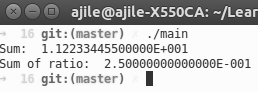 ajile@ajile-X550CA: ~/Lear
➜ 16 git:(master) ✗ ./main
Sum: 1.12233445500000E+001
Sum of ratio: 2.50000000000000E-001
➜ 16 git:(master) ✗